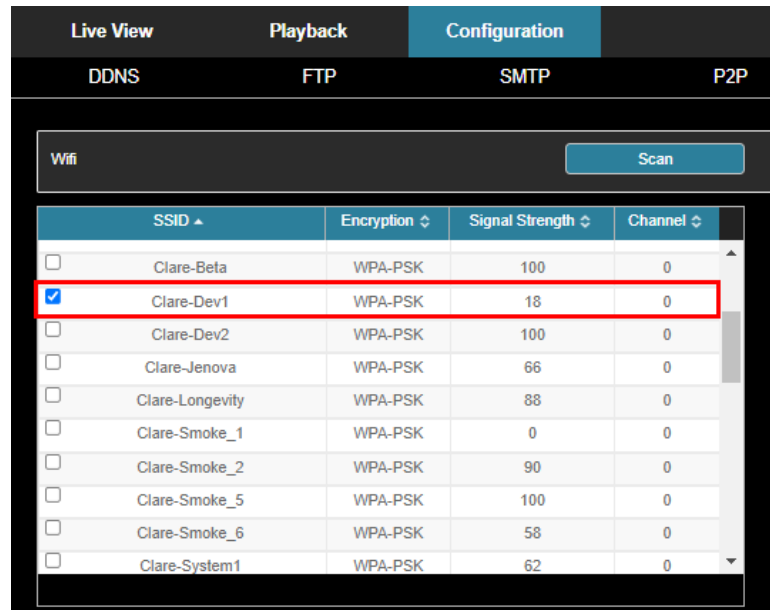 Live View Playback Configuration
DDNS FTP SMTP P2P
Wifi Scan
SSID Encryption Signal Strength Channel
Clare-Beta WPA-PSK 100 0
Clare-Dev1 WPA-PSK 18 0
Clare-Dev2 WPA-PSK 100 0
Clare-Jenova WPA-PSK 66 0
Clare-Longevity WPA-PSK 88 0
Clare-Smoke_1 WPA-PSK 0 0
Clare-Smoke_2 WPA-PSK 90 0
Clare-Smoke_5 WPA-PSK 100 0
Clare-Smoke_6 WPA-PSK 58 0
Clare-System1 WPA-PSK 62 0